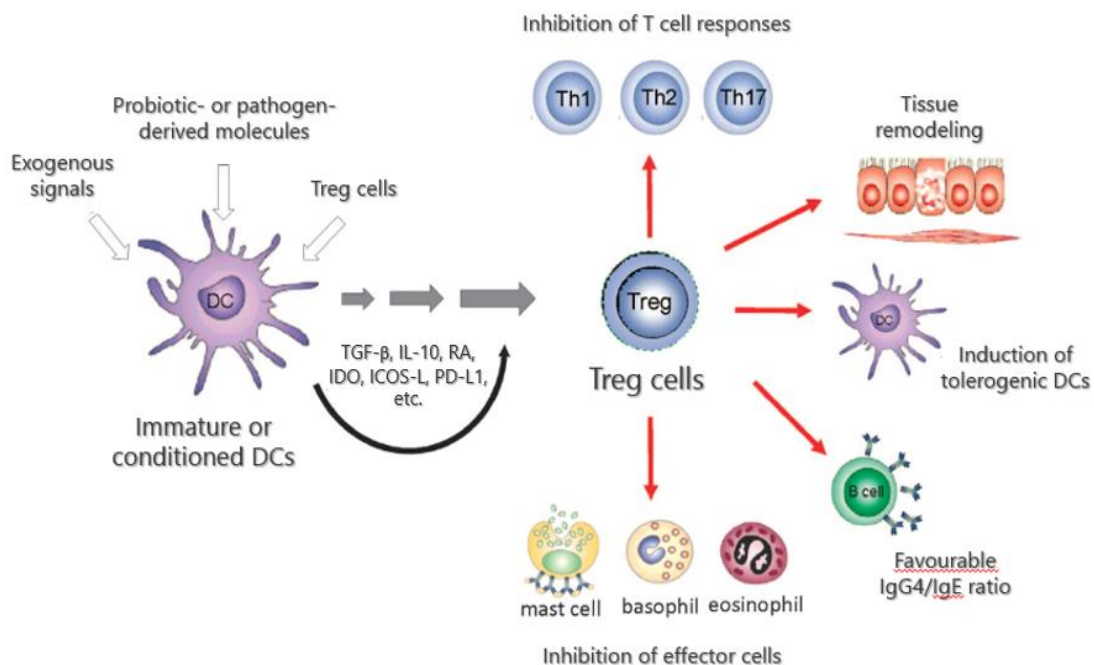 Inhibition of T cell responses
Th1
Th2
Th17
Probiotic- or pathogen-
derived molecules
Exogenous
signals
Treg cells
DC
TGF-β, IL-10, RA,
IDO, ICOS-L, PD-L1,
etc.
Immature or
conditioned DCs
Treg
Treg cells
Tissue
remodeling
DC
Induction of
tolerogenic DCs
B cell
Favourable
IgG4/IgE ratio
mast cell
basophil
eosinophil
Inhibition of effector cells